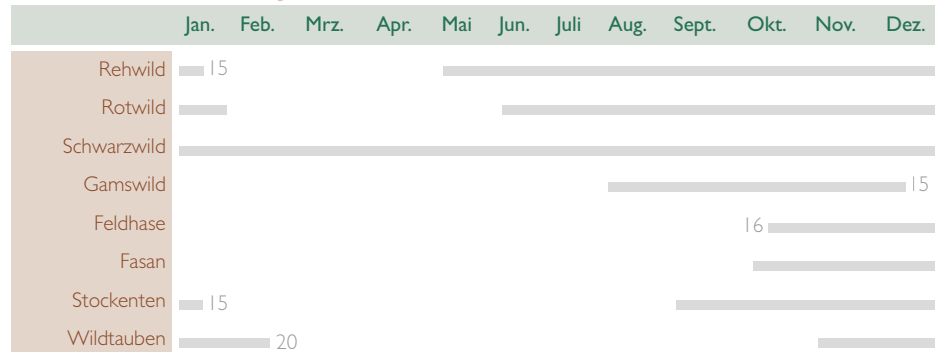 Jan. Feb. Mrz. Apr. Mai Jun. Juli Aug. Sept. Okt. Nov. Dez.
Rehwild 15
Rotwild
Schwarzwild
Gamswild 15
Feldhase 16
Fasan
Stockenten 15
Wildtauben 20